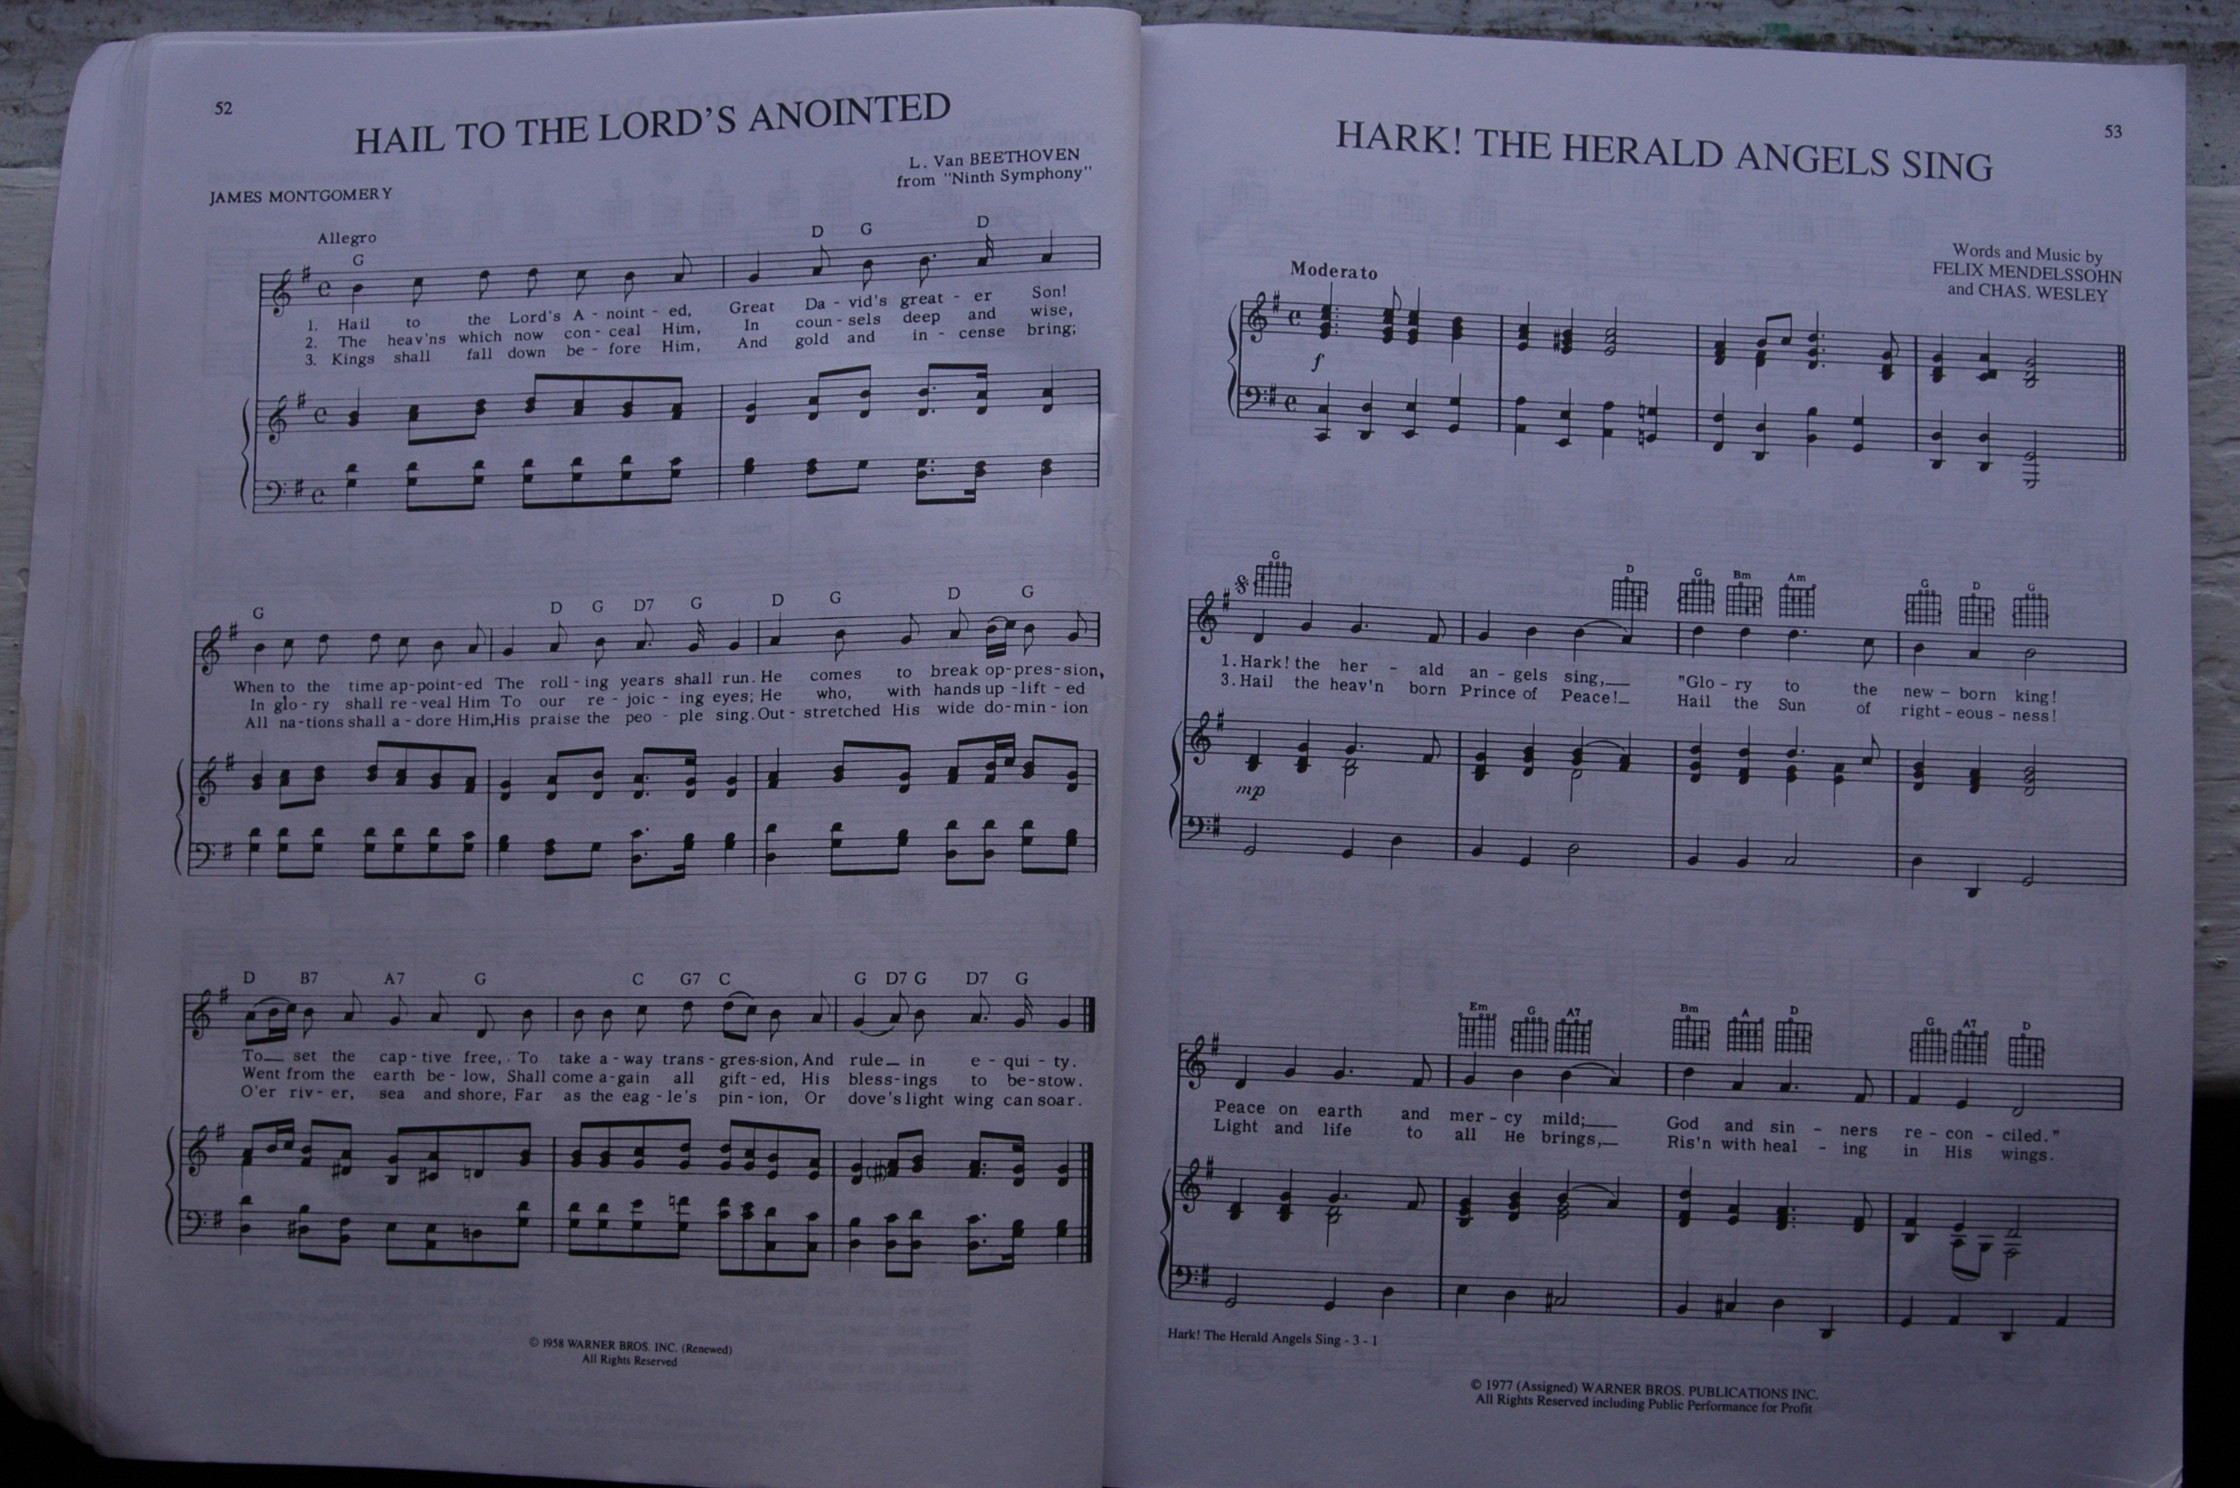 52
HAIL TO THE LORD'S ANOINTED
L. Van BEETHOVEN
from "Ninth Symphony"
JAMES MONTGOMERY
Allegro
G D G D
1. Hail to the Lord's A - noint - ed, Great Da - vid's great - er Son!
2. The heav'ns which now con - ceal Him, In coun - sels deep and wise,
3. Kings shall fall down be - fore Him, And gold and in - cense bring;
G D G D7 G D G D G
When to the time ap-point-ed The roll - ing years shall run. He comes to break op-pres-sion,
In glo - ry shall re - veal Him To our re - joic - ing eyes; He who, with hands up - lift - ed
All na-tions shall a - dore Him, His praise the peo - ple sing. Out - stretched His wide do-min - ion
D B7 A7 G C G7 C G D7 G D7 G
To set the cap - tive free, To take a - way trans - gres-sion, And rule in e - qui - ty.
Went from the earth be - low, Shall come a-gain all gift - ed, His bless - ings to be-stow.
O'er riv - er, sea and shore, Far as the eag - le's pin - ion, Or dove's light wing can soar.
© 1958 WARNER BROS. INC. (Renewed)
All Rights Reserved
53
HARK! THE HERALD ANGELS SING
Words and Music by
FELIX MENDELSSOHN
and CHAS. WESLEY
Moderato
f
G D G Bm Am G D G
1. Hark! the her - ald an - gels sing, "Glo - ry to the new - born king!
3. Hail the heav'n born Prince of Peace! Hail the Sun of right - eous - ness!
mp
Em G A7 Bm A D G A7 D
Peace on earth and mer - cy mild; God and sin - ners re - con - ciled."
Light and life to all He brings, Ris'n with heal - ing in His wings.
Hark! The Herald Angels Sing - 3 - 1
© 1977 (Assigned) WARNER BROS. PUBLICATIONS INC.
All Rights Reserved including Public Performance for Profit